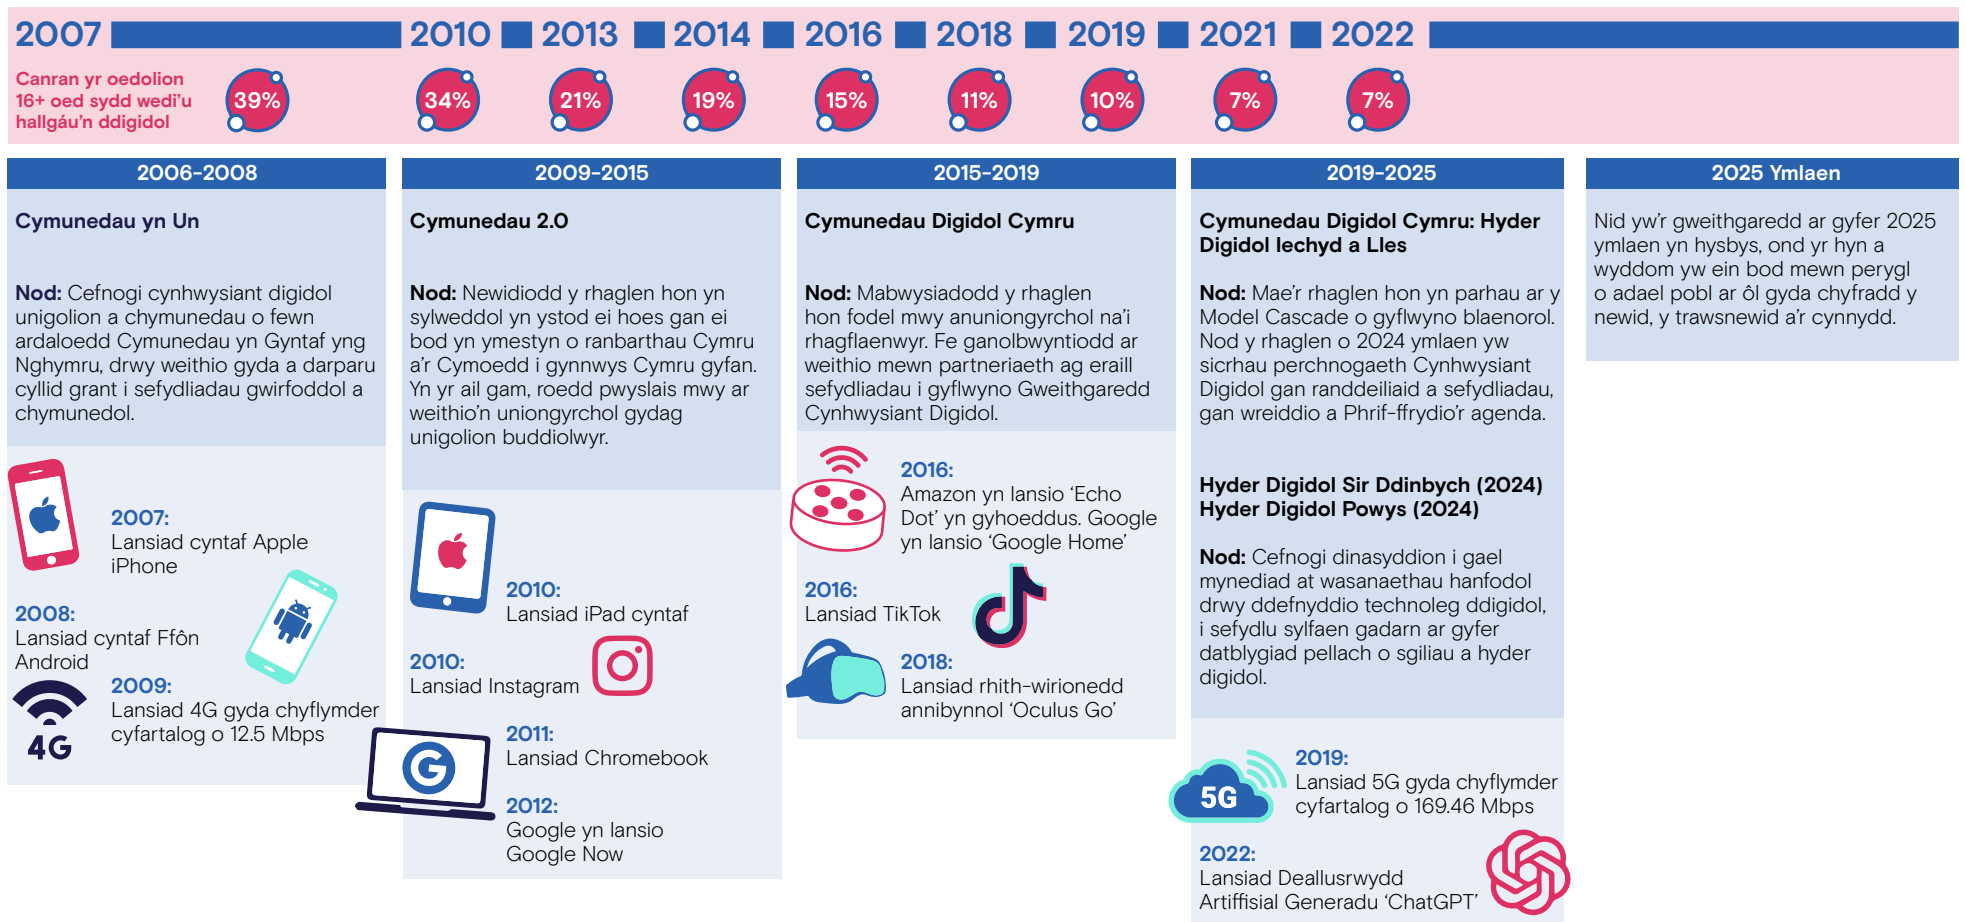 2007 2010 2013 2014 2016 2018 2019 2021 2022
Canran yr oedolion
16+ oed sydd wedi'u
hallgáu'n ddigidol
39% 34% 21% 19% 15% 11% 10% 7% 7%
2006-2008
Cymunedau yn Un
Nod: Cefnogi cynhwysiant digidol
unigolion a chymunedau o fewn
ardaloedd Cymunedau yn Gyntaf yng
Nghymru, drwy weithio gyda a darparu
cyllid grant i sefydliadau gwirfoddol a
chymunedol.
2007:
Lansiad cyntaf Apple
iPhone
2008:
Lansiad cyntaf Ffôn
Android
2009:
Lansiad 4G gyda chyflymder
cyfartalog o 12.5 Mbps
4G
2009-2015
Cymunedau 2.0
Nod: Newidiodd y rhaglen hon yn
sylweddol yn ystod ei hoes gan ei
bod yn ymestyn o ranbarthau Cymru
a'r Cymoedd i gynnwys Cymru gyfan.
Yn yr ail gam, roedd pwyslais mwy ar
weithio'n uniongyrchol gydag
unigolion buddiolwyr.
2010:
Lansiad iPad cyntaf
2010:
Lansiad Instagram
2011:
Lansiad Chromebook
G
2012:
Google yn lansio
Google Now
2015-2019
Cymunedau Digidol Cymru
Nod: Mabwysiadodd y rhaglen
hon fodel mwy anuniongyrchol na'i
rhagflaenwyr. Fe ganolbwyntiodd ar
weithio mewn partneriaeth ag eraill
sefydliadau i gyflwyno Gweithgaredd
Cynhwysiant Digidol.
2016:
Amazon yn lansio 'Echo
Dot' yn gyhoeddus. Google
yn lansio 'Google Home'
2016:
Lansiad TikTok
2018:
Lansiad rhith-wirionedd
annibynnol 'Oculus Go'
2019-2025
Cymunedau Digidol Cymru: Hyder
Digidol Iechyd a Lles
Nod: Mae'r rhaglen hon yn parhau ar y
Model Cascade o gyflwyno blaenorol.
Nod y rhaglen o 2024 ymlaen yw
sicrhau perchnogaeth Cynhwysiant
Digidol gan randdeiliaid a sefydliadau,
gan wreiddio a Phrif-ffrydio'r agenda.
Hyder Digidol Sir Ddinbych (2024)
Hyder Digidol Powys (2024)
Nod: Cefnogi dinasyddion i gael
mynediad at wasanaethau hanfodol
drwy ddefnyddio technoleg ddigidol,
i sefydlu sylfaen gadarn ar gyfer
datblygiad pellach o sgiliau a hyder
digidol.
2019:
Lansiad 5G gyda chyflymder
cyfartalog o 169.46 Mbps
5G
2022:
Lansiad Deallusrwydd
Artiffisial Generadu 'ChatGPT'
2025 Ymlaen
Nid yw'r gweithgaredd ar gyfer 2025
ymlaen yn hysbys, ond yr hyn a
wyddom yw ein bod mewn perygl
o adael pobl ar ôl gyda chyfradd y
newid, y trawsnewid a'r cynnydd.